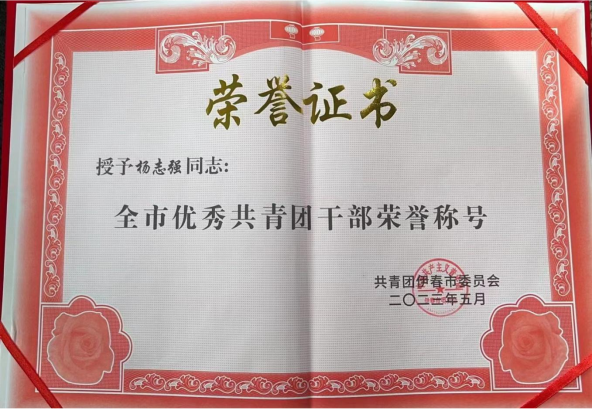 荣誉证书
授予杨志强同志:
全市优秀共青团干部荣誉称号
共青团伊春市委员会
二〇二三年五月